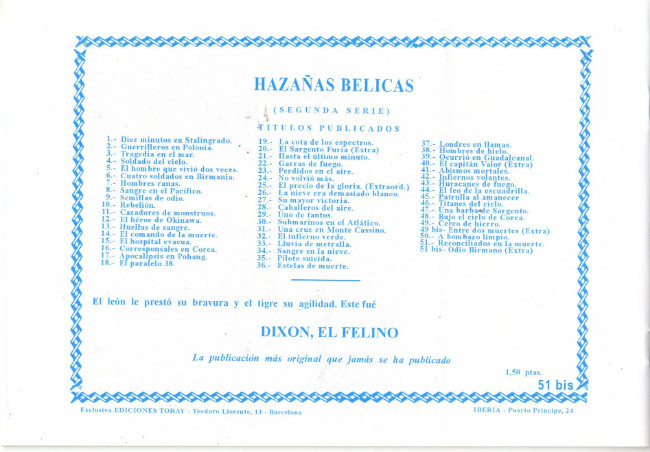 HAZAÑAS BELICAS
(SEGUNDA SERIE)
TITULOS PUBLICADOS
1.- Diez minutos en Stalingrado.
2.- Guerrilleros en Polonia.
3.- Tragedia en el mar.
4.- Soldado del cielo.
5.- El hombre que vivió dos veces.
6.- Cuatro soldados en Birmania.
7.- Hombres ranas.
8.- Sangre en el Pacífico.
9.- Semillas de odio.
10.- Rebelión.
11.- Cazadores de monstruos.
12.- El héroe de Okinawa.
13.- Huellas de sangre.
14.- El comando de la muerte.
15.- El hospital evacua.
16.- Corresponsales en Corea.
17.- Apocalipsis en Pohang.
18.- El paralelo 38.
19.- La cota de los espectros.
20.- El Sargento Furia (Extra)
21.- Hasta el último minuto.
22.- Garras de fuego.
23.- Perdidos en el aire.
24.- No volvió más.
25.- El precio de la gloria. (Extraord.)
26.- La nieve era demasiado blanca.
27.- Su mayor victoria.
28.- Caballeros del aire.
29.- Uno de tantos.
30.- Submarinos en el Atlático.
31.- Una cruz en Monte Cassino.
32.- El infierno verde.
33.- Lluvia de metralla.
34.- Sangre en la nieve.
35.- Piloto suicida.
36.- Estelas de muerte.
37.- Londres en llamas.
38.- Hombres de hielo.
39.- Ocurrió en Guadalcanal.
40.- El capitán Valor (Extra)
41.- Abismos mortales.
42.- Infiernos volantes.
43.- Huracanes de fuego.
44.- El feo de la escuadrilla.
45.- Patrulla al amanecer
46.- Titanes del cielo.
47.- Una barba de Sargento.
48.- Bajo el cielo de Corea.
49.- Cerco de hierro.
49 bis- Entre dos muertes (Extra)
50.- A bombazo limpio.
51.- Reconciliados en la muerte.
51 bis- Odio Birmano (Extra)
El león le prestó su bravura y el tigre su agilidad. Este fué
DIXON, EL FELINO
La publicación más original que jamás se ha publicado
1,50 ptas.
51 bis
Exclusiva EDICIONES TORAY - Teodoro Llorente, 13 - Barcelona
IBERIA - Puerto Príncipe, 24